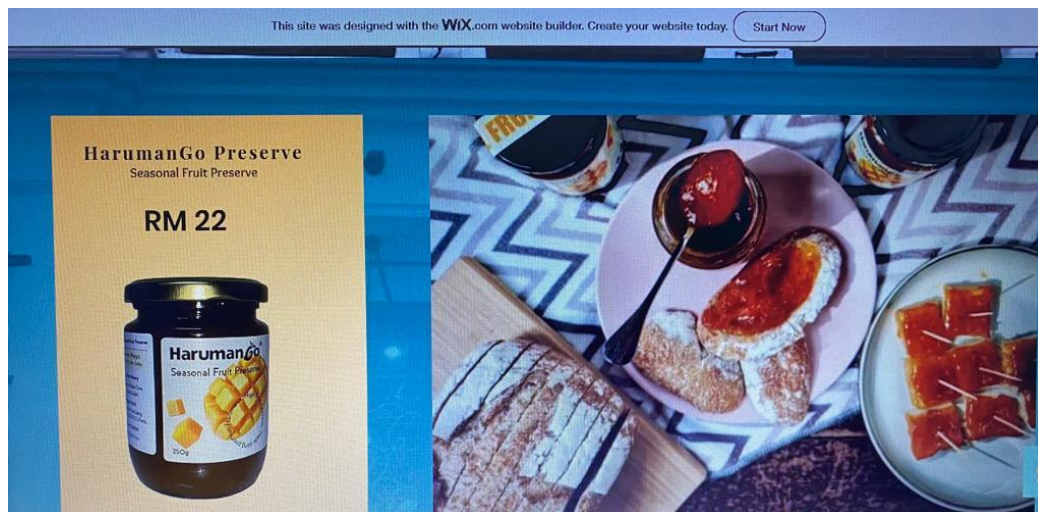 This site was designed with the WiX.com website builder. Create your website today. Start Now
HarumanGo Preserve
Seasonal Fruit Preserve
RM 22
HarumanGo
Seasonal Fruit Preserve
250g